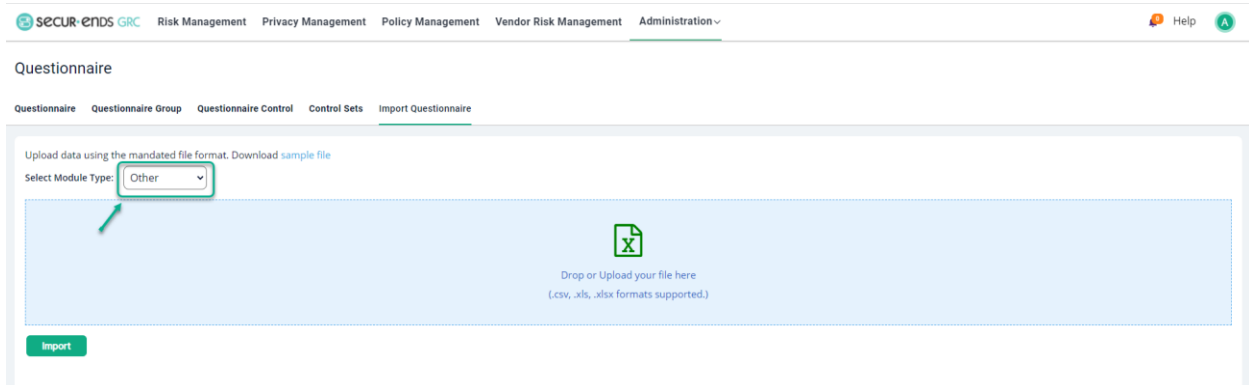 SECUR-ENDS GRC Risk Management Privacy Management Policy Management Vendor Risk Management Administration Help A
Questionnaire
Questionnaire Questionnaire Group Questionnaire Control Control Sets Import Questionnaire
Upload data using the mandated file format. Download sample file
Select Module Type: Other
X
Drop or Upload your file here
(.csv, .xls, .xlsx formats supported.)
Import